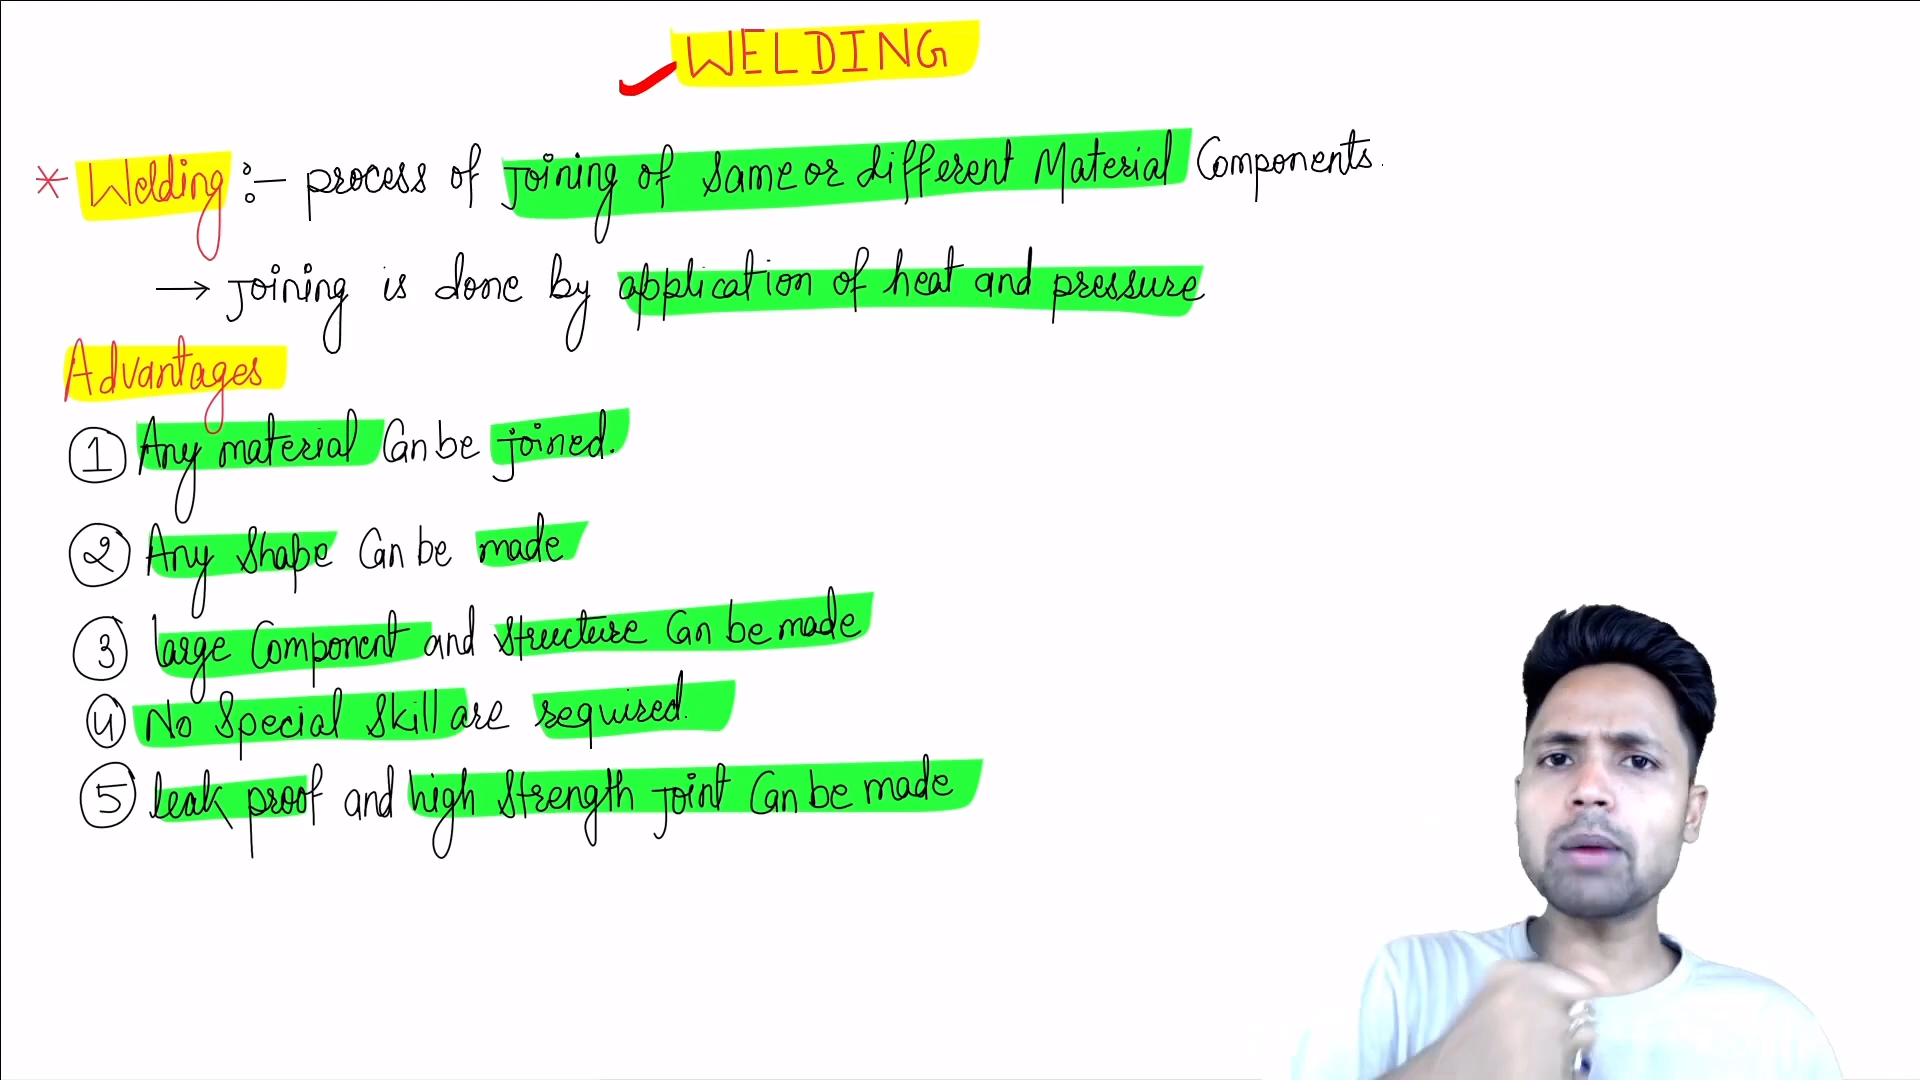 WELDING
* Welding :- process of joining of same or different Material Components.
→ joining is done by application of heat and pressure
Advantages
① Any material Can be joined.
② Any shape Can be made
③ large Component and structure Can be made
④ No special skill are required.
⑤ leak proof and high strength joint Can be made